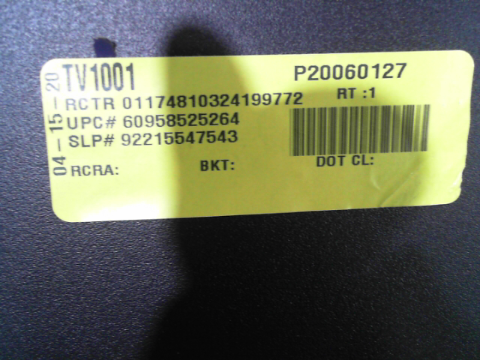 04-15-20
TV1001 P20060127
RCTR 01174810324199772 RT :1
UPC# 60958525264
SLP# 92215547543
RCRA: BKT: DOT CL: